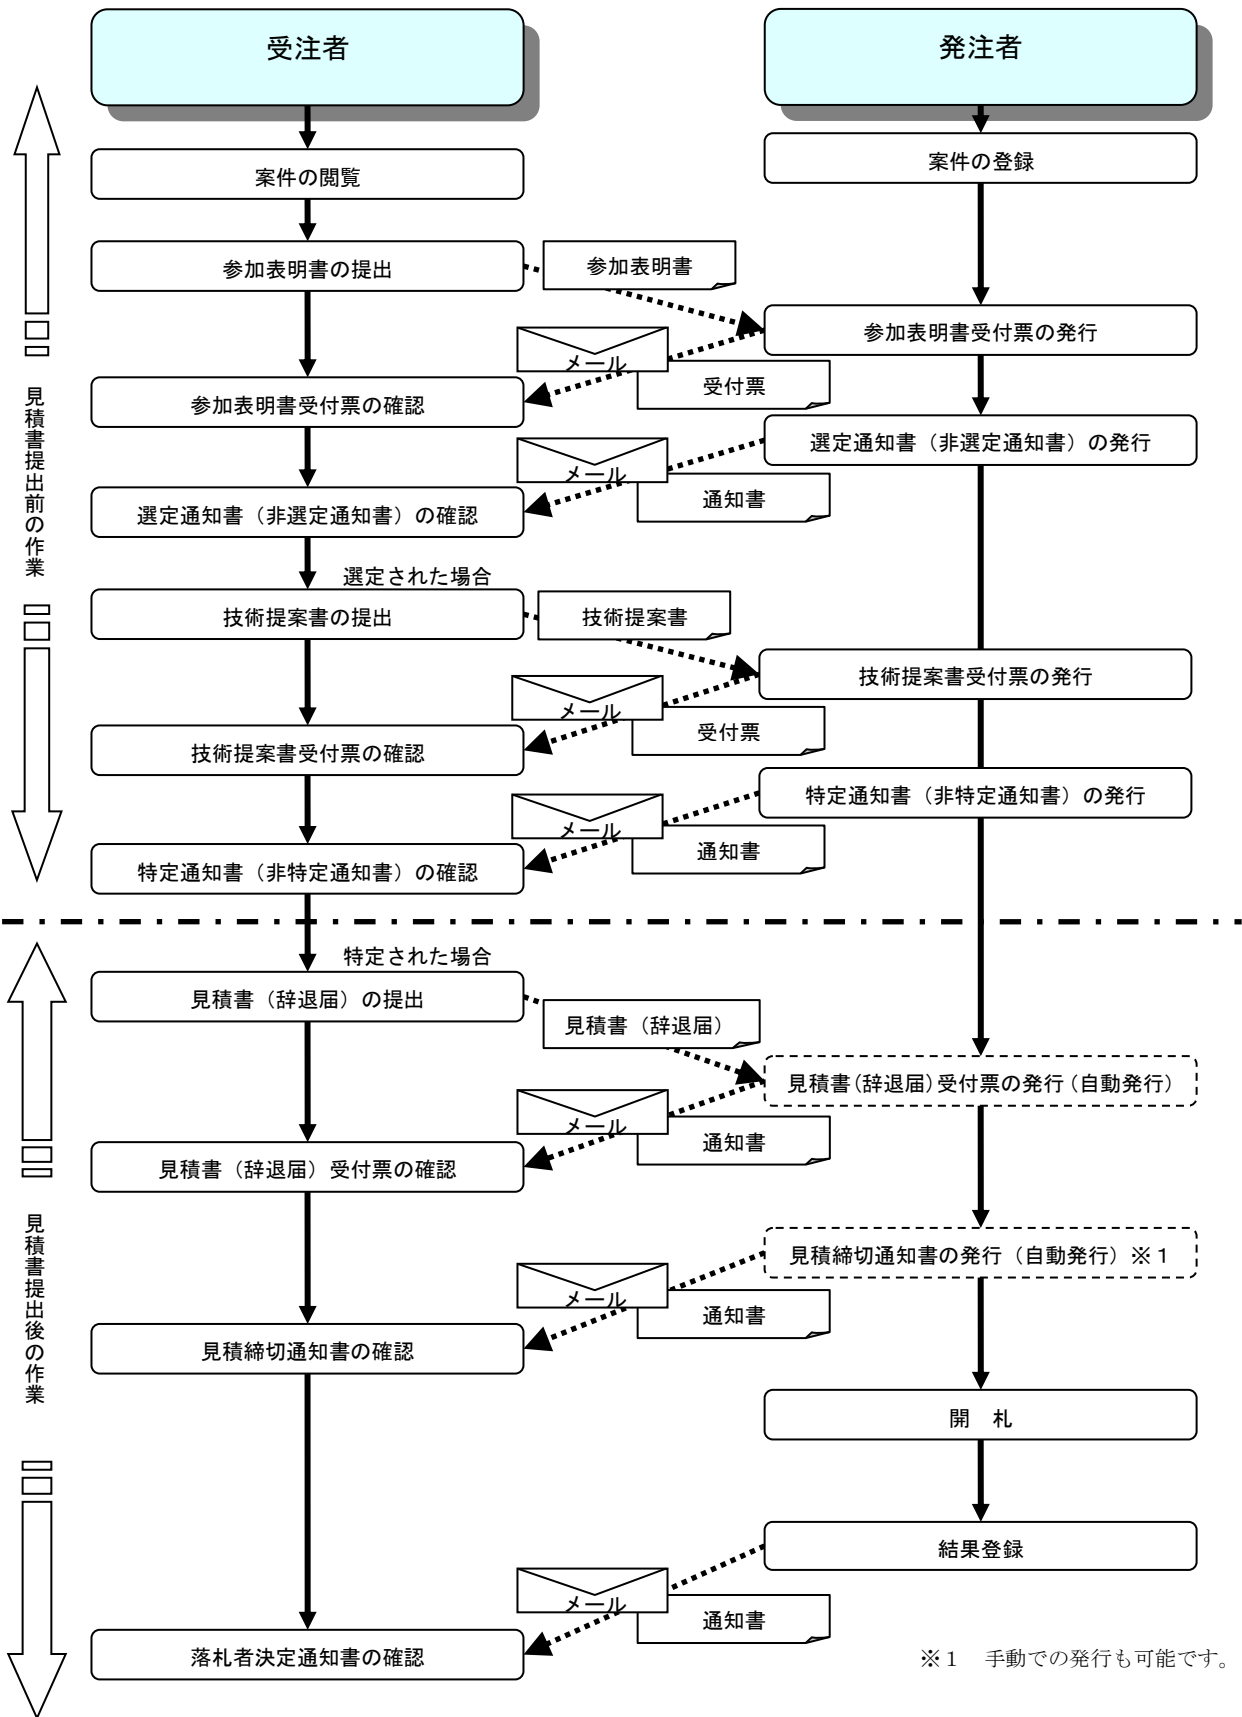 受注者
発注者
案件の閲覧
案件の登録
参加表明書の提出
参加表明書
参加表明書受付票の発行
メール
受付票
参加表明書受付票の確認
選定通知書（非選定通知書）の発行
メール
通知書
選定通知書（非選定通知書）の確認
見積書提出前の作業
選定された場合
技術提案書の提出
技術提案書
技術提案書受付票の発行
メール
受付票
技術提案書受付票の確認
特定通知書（非特定通知書）の発行
メール
通知書
特定通知書（非特定通知書）の確認
特定された場合
見積書（辞退届）の提出
見積書（辞退届）
見積書（辞退届）受付票の発行（自動発行）
メール
通知書
見積書（辞退届）受付票の確認
見積書提出後の作業
見積締切通知書の発行（自動発行）※１
メール
通知書
見積締切通知書の確認
開　札
結果登録
メール
通知書
落札者決定通知書の確認
※１　手動での発行も可能です。